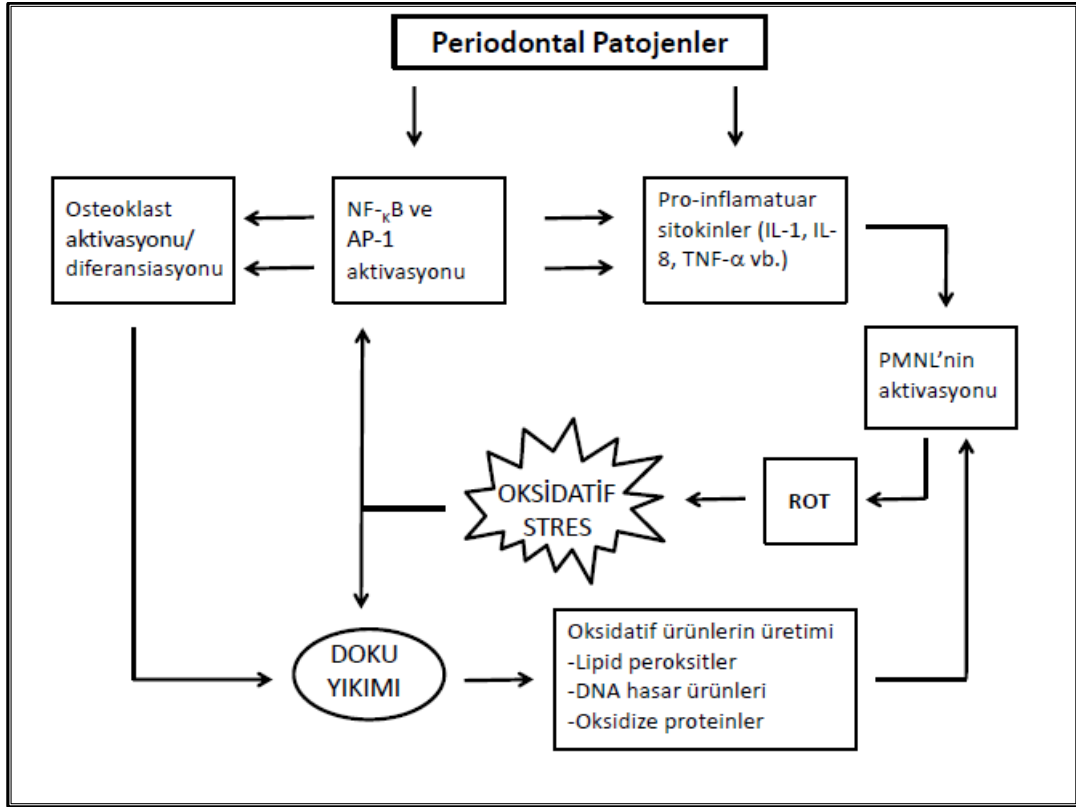 Periodontal Patojenler
Osteoklast
aktivasyonu/
diferansiasyonu
NF-κB ve
AP-1
aktivasyonu
Pro-inflamatuar
sitokinler (IL-1, IL-
8, TNF-α vb.)
PMNL’nin
aktivasyonu
ROT
OKSİDATİF
STRES
DOKU
YIKIMI
Oksidatif ürünlerin üretimi
-Lipid peroksitler
-DNA hasar ürünleri
-Oksidize proteinler